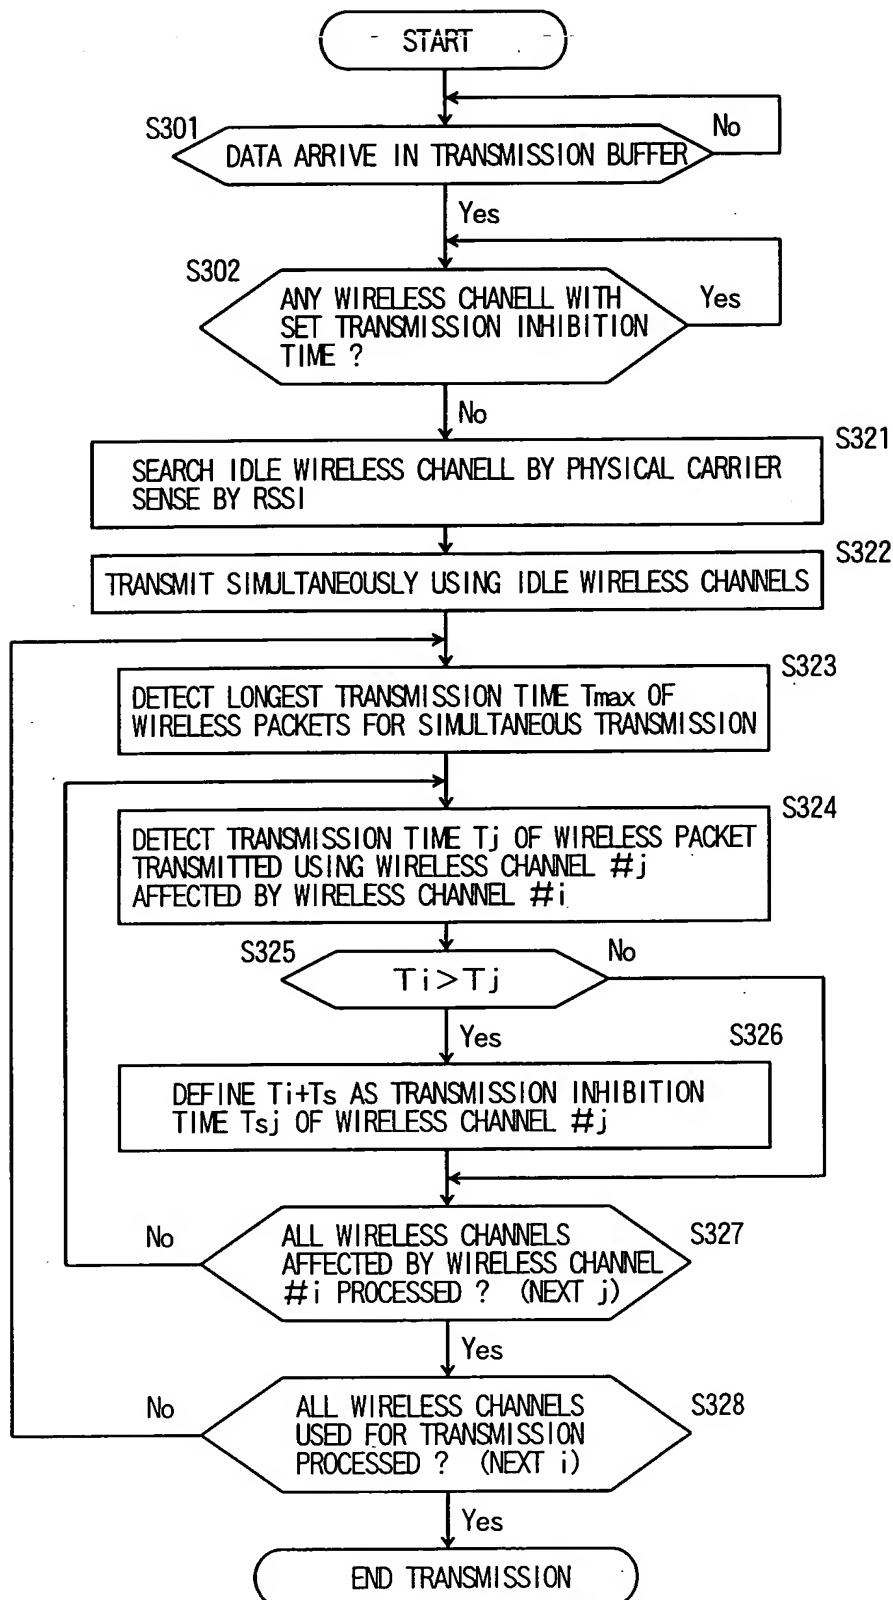 START
S301
DATA ARRIVE IN TRANSMISSION BUFFER
No
Yes
S302
ANY WIRELESS CHANELL WITH
SET TRANSMISSION INHIBITION
TIME ?
Yes
No
S321
SEARCH IDLE WIRELESS CHANELL BY PHYSICAL CARRIER
SENSE BY RSSI
S322
TRANSMIT SIMULTANEOUSLY USING IDLE WIRELESS CHANNELS
S323
DETECT LONGEST TRANSMISSION TIME Tmax OF
WIRELESS PACKETS FOR SIMULTANEOUS TRANSMISSION
S324
DETECT TRANSMISSION TIME Tj OF WIRELESS PACKET
TRANSMITTED USING WIRELESS CHANNEL #j
AFFECTED BY WIRELESS CHANNEL #i
S325
Ti>Tj
No
Yes
S326
DEFINE Ti+Ts AS TRANSMISSION INHIBITION
TIME Tsj OF WIRELESS CHANNEL #j
S327
ALL WIRELESS CHANNELS
AFFECTED BY WIRELESS CHANNEL
#i PROCESSED ? (NEXT j)
No
Yes
S328
ALL WIRELESS CHANNELS
USED FOR TRANSMISSION
PROCESSED ? (NEXT i)
No
Yes
END TRANSMISSION